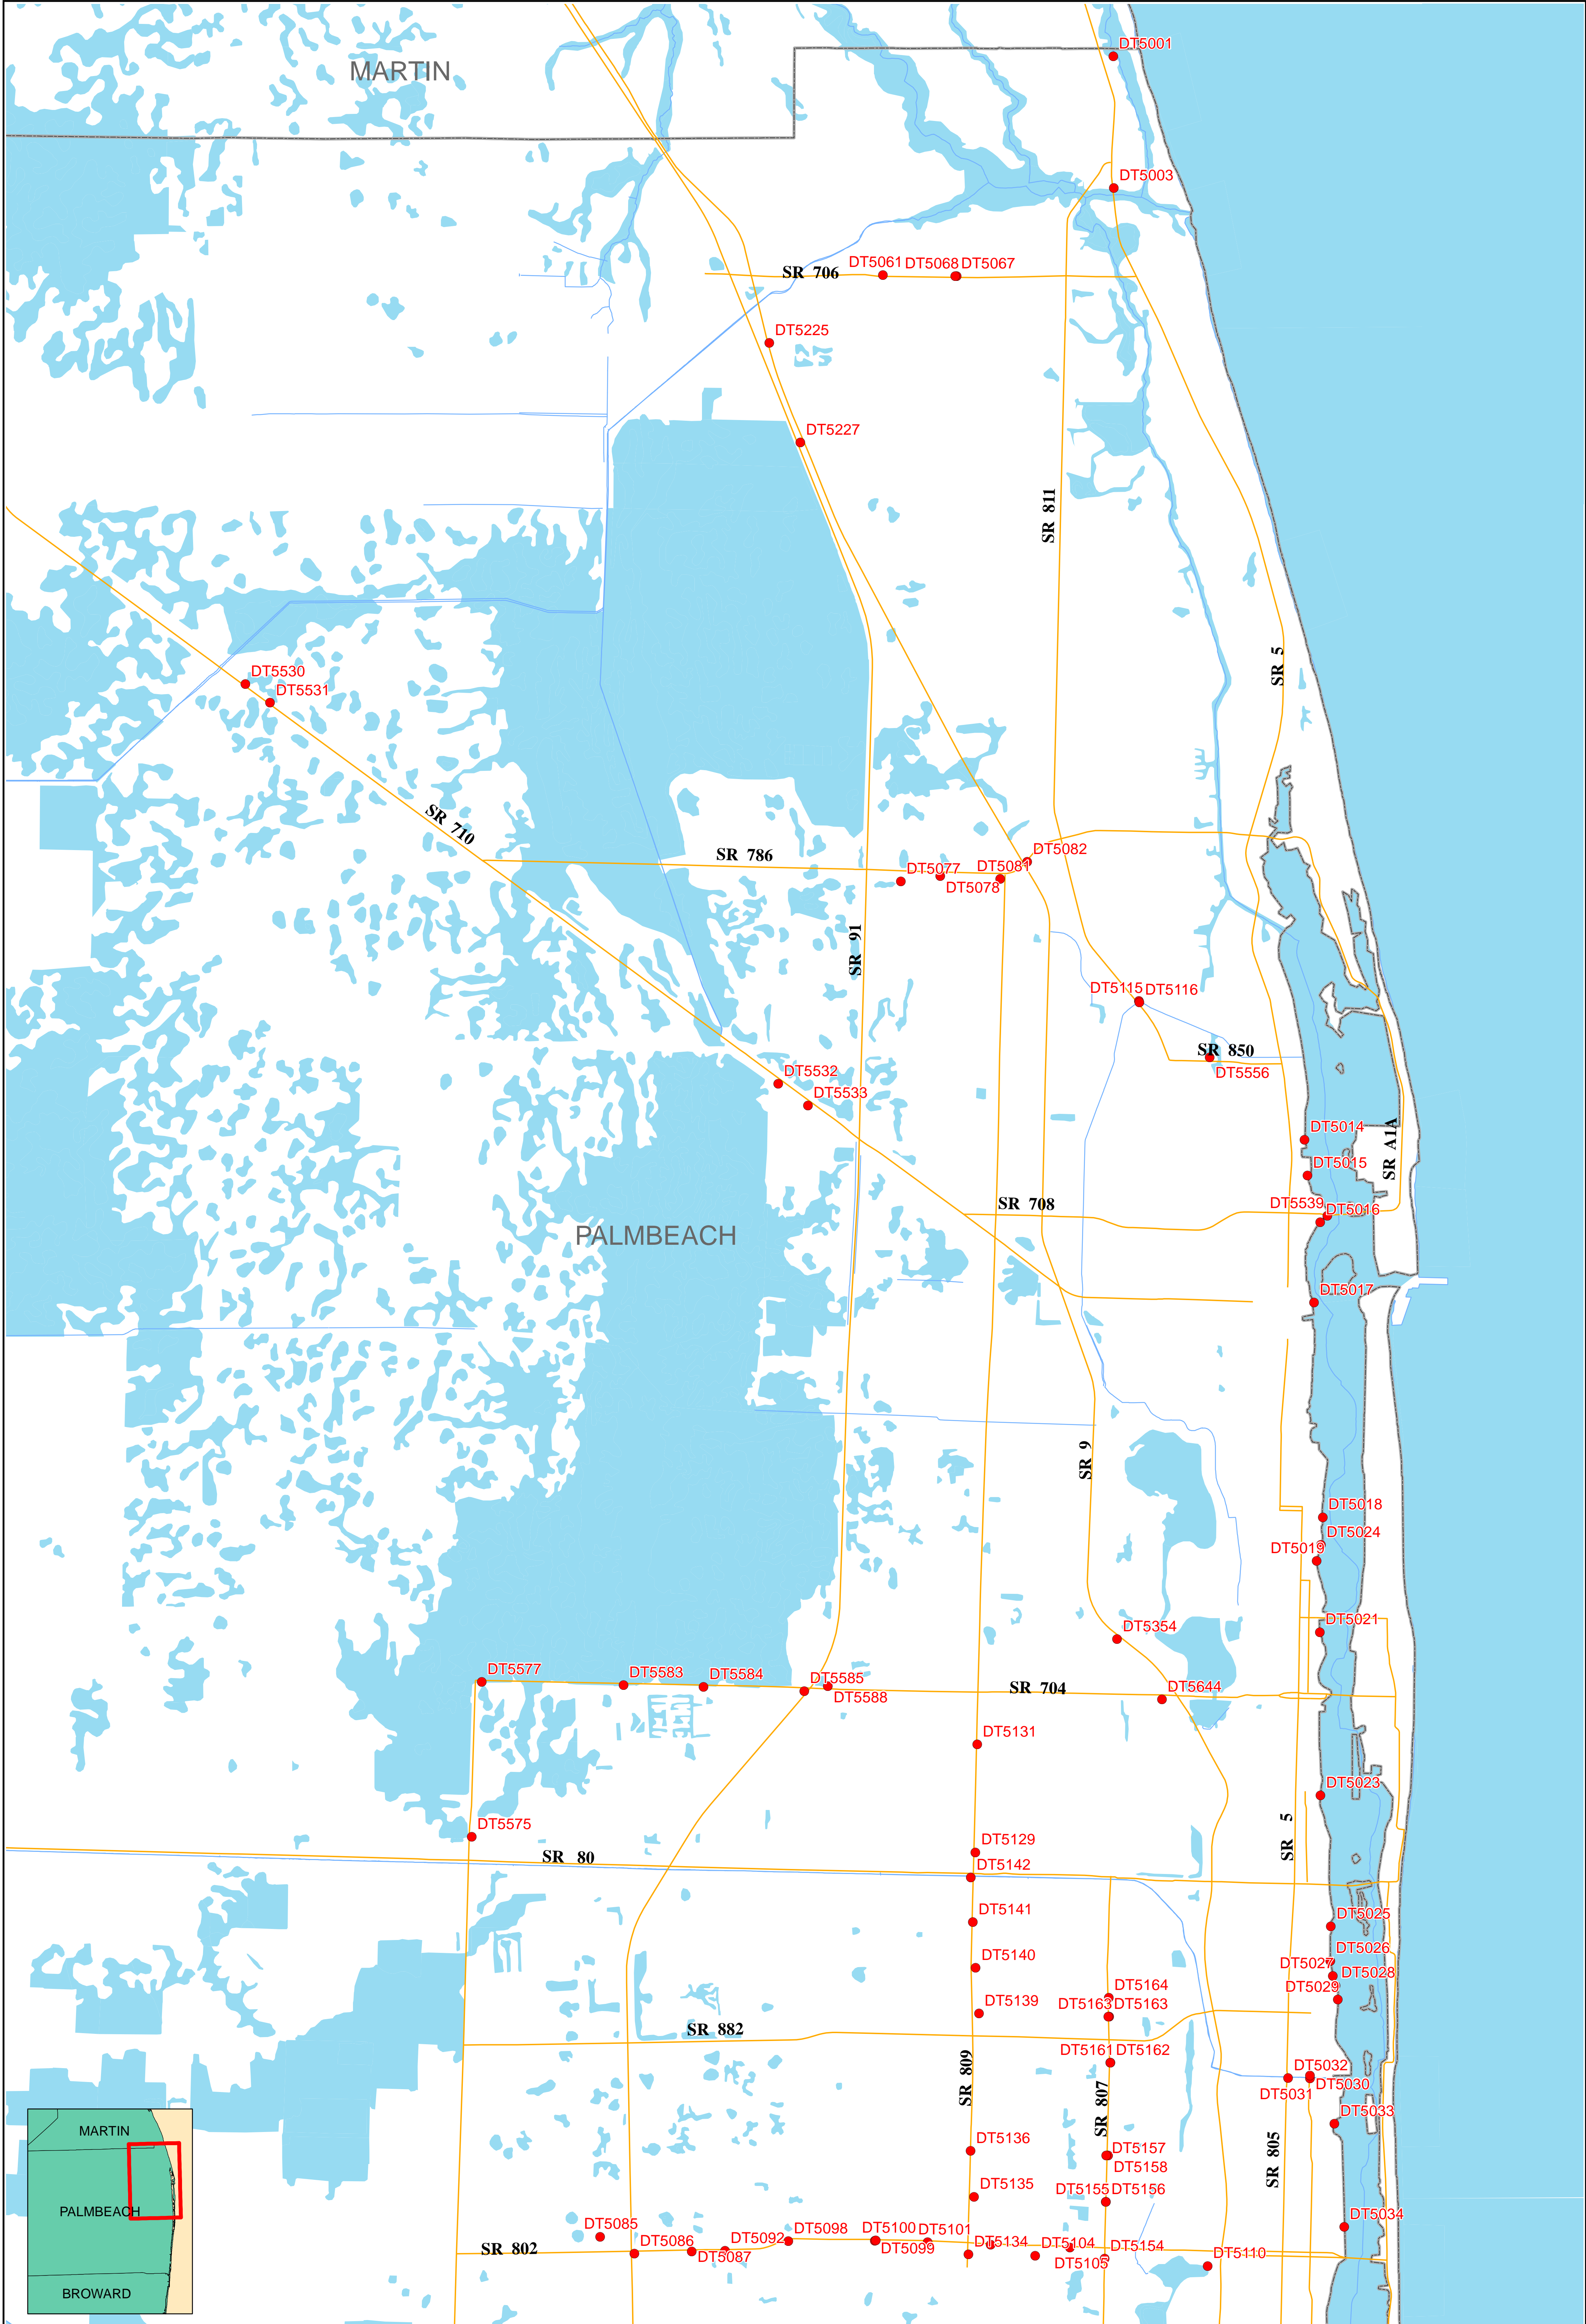 DT5001
MARTIN
DT5003
DT5061 DT5068 DT5067
SR 706
DT5225
DT5227
SR 811
SR 5
DT5530
DT5531
SR 710
SR 786
DT5082
DT5077
DT5081
DT5078
SR 91
DT5115 DT5116
SR 850
DT5556
DT5532
DT5533
DT5014
SR A1A
DT5015
SR 708
DT5539
DT5016
PALMBEACH
DT5017
SR 9
DT5018
DT5024
DT5019
DT5021
DT5354
DT5577
DT5583
DT5584
DT5585
DT5588
SR 704
DT5644
DT5131
DT5023
SR 5
DT5575
DT5129
SR 80
DT5142
DT5141
DT5025
DT5140
DT5026
DT5027
DT5028
DT5164
DT5029
DT5139
DT5163 DT5163
SR 882
DT5161 DT5162
SR 809
SR 807
DT5032
DT5030
DT5031
DT5033
MARTIN
DT5136
DT5157
DT5158
SR 805
DT5135
DT5155 DT5156
PALMBEACH
DT5034
DT5085
DT5086
DT5092
DT5098
DT5100
DT5101
DT5134
DT5104
DT5154
SR 802
DT5087
DT5099
DT5105
DT5110
BROWARD